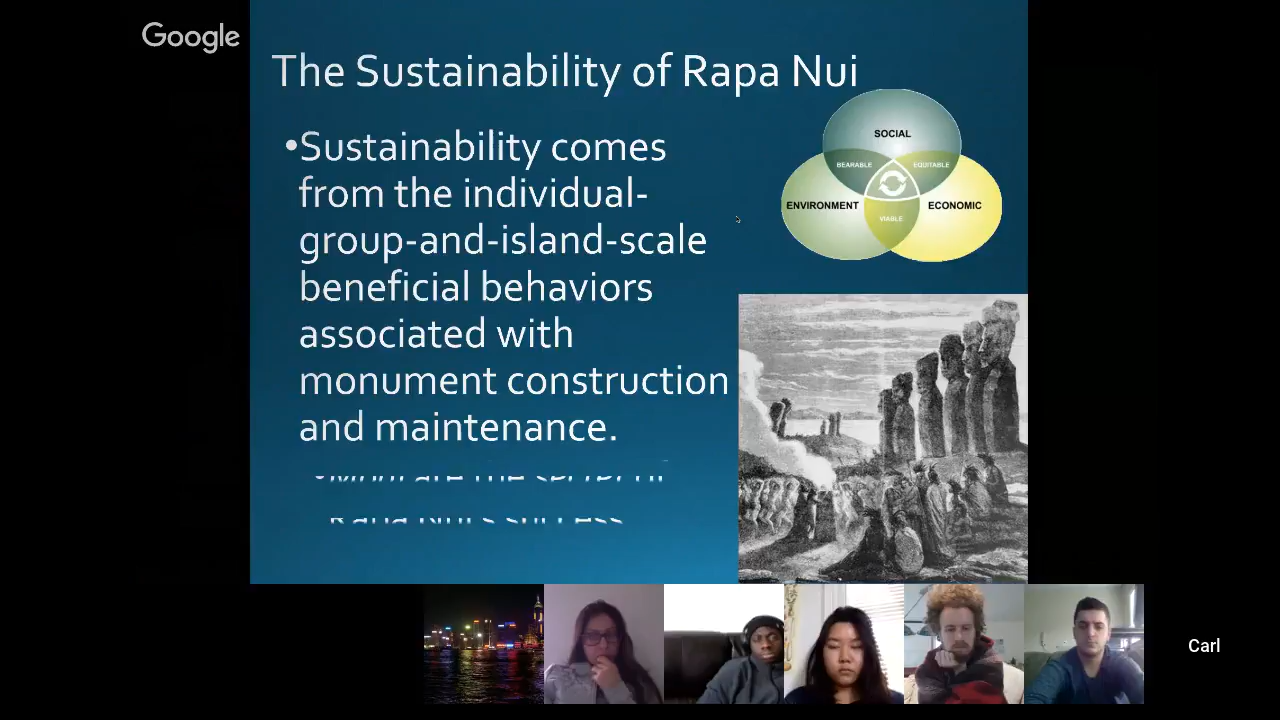 Google
The Sustainability of Rapa Nui
•Sustainability comes
from the individual-
group-and-island-scale
beneficial behaviors
associated with
monument construction
and maintenance.
SOCIAL
BEARABLE
EQUITABLE
ENVIRONMENT
ECONOMIC
VIABLE
Carl